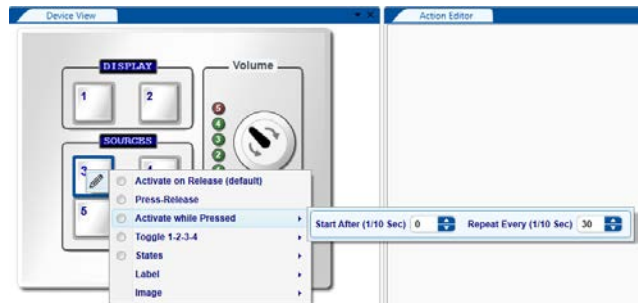 Device View
Action Editor
DISPLAY
Volume
1
2
5
4
3
2
SOURCES
3
5
Activate on Release (default)
Press-Release
Activate while Pressed
Start After (1/10 Sec) 0
Repeat Every (1/10 Sec) 30
Toggle 1-2-3-4
States
Label
Image